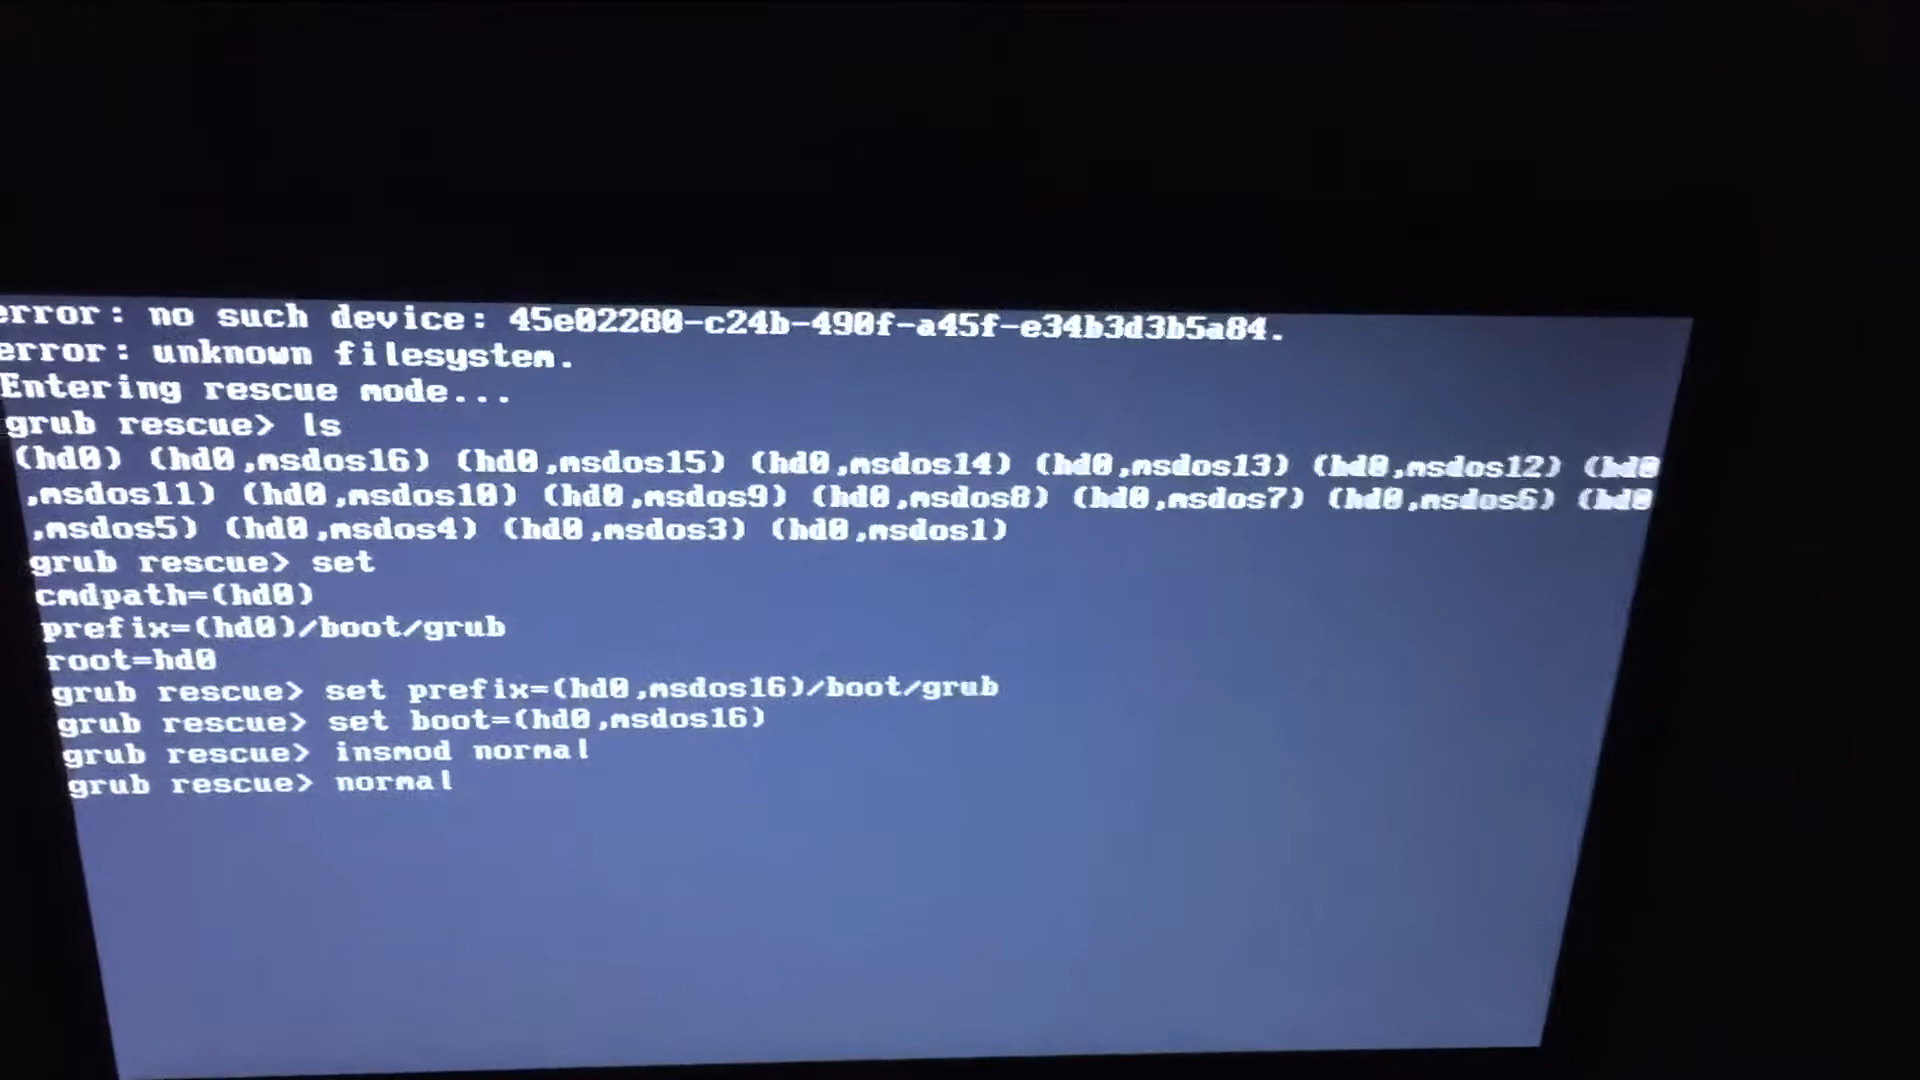 error: no such device: 45e02280-c24b-490f-a45f-e34b3d3b5a84.
error: unknown filesystem.
Entering rescue mode...
grub rescue> ls
(hd0) (hd0,msdos16) (hd0,msdos15) (hd0,msdos14) (hd0,msdos13) (hd0,msdos12) (hd0
,msdos11) (hd0,msdos10) (hd0,msdos9) (hd0,msdos8) (hd0,msdos7) (hd0,msdos6) (hd0
,msdos5) (hd0,msdos4) (hd0,msdos3) (hd0,msdos1)
grub rescue> set
cmdpath=(hd0)
prefix=(hd0)/boot/grub
root=hd0
grub rescue> set prefix=(hd0,msdos16)/boot/grub
grub rescue> set boot=(hd0,msdos16)
grub rescue> insmod normal
grub rescue> normal